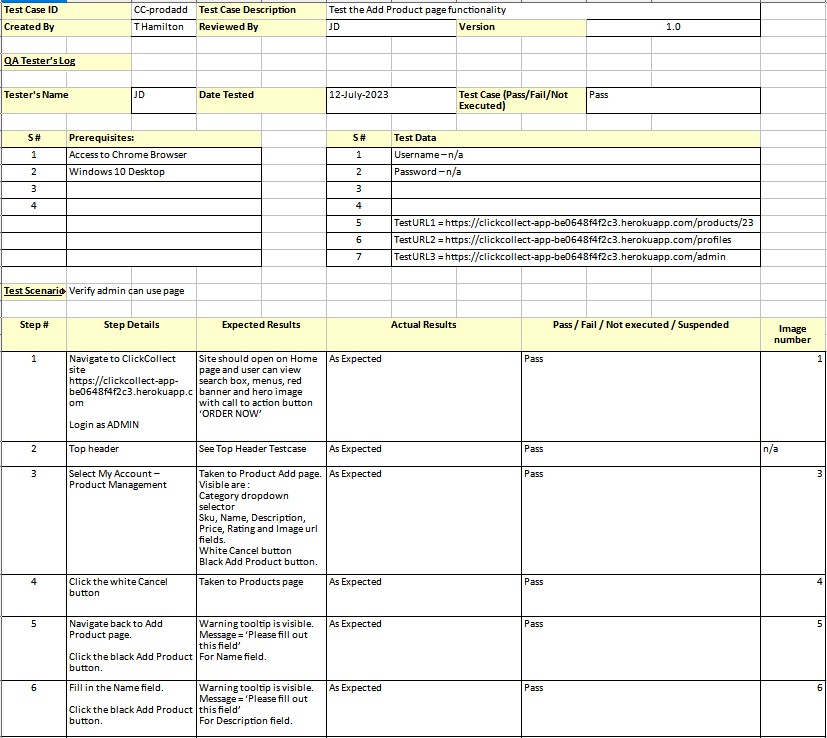 Test Case ID CC-prodadd Test Case Description Test the Add Product page functionality
Created By T Hamilton Reviewed By JD Version 1.0
QA Tester's Log
Tester's Name JD Date Tested 12-July-2023 Test Case (Pass/Fail/Not Pass
Executed)
S # Prerequisites: S # Test Data
1 Access to Chrome Browser 1 Username – n/a
2 Windows 10 Desktop 2 Password – n/a
3 3
4 4
5 TestURL1 = https://clickcollect-app-be0648f4f2c3.herokuapp.com/products/23
6 TestURL2 = https://clickcollect-app-be0648f4f2c3.herokuapp.com/profiles
7 TestURL3 = https://clickcollect-app-be0648f4f2c3.herokuapp.com/admin
Test Scenario Verify admin can use page
Step # Step Details Expected Results Actual Results Pass / Fail / Not executed / Suspended Image
number
1 Navigate to ClickCollect Site should open on Home As Expected Pass 1
site page and user can view
https://clickcollect-app- search box, menus, red
be0648f4f2c3.herokuapp.c banner and hero image
om with call to action button
'ORDER NOW'
Login as ADMIN
2 Top header See Top Header Testcase As Expected Pass n/a
3 Select My Account – Taken to Product Add page. As Expected Pass 3
Product Management Visible are :
Category dropdown
selector
Sku, Name, Description,
Price, Rating and Image url
fields.
White Cancel button
Black Add Product button.
4 Click the white Cancel Taken to Products page As Expected Pass 4
button
5 Navigate back to Add Warning tooltip is visible. As Expected Pass 5
Product page. Message = 'Please fill out
this field'
Click the black Add Product For Name field.
button.
6 Fill in the Name field. Warning tooltip is visible. As Expected Pass 6
Message = 'Please fill out
Click the black Add Product this field'
button. For Description field.